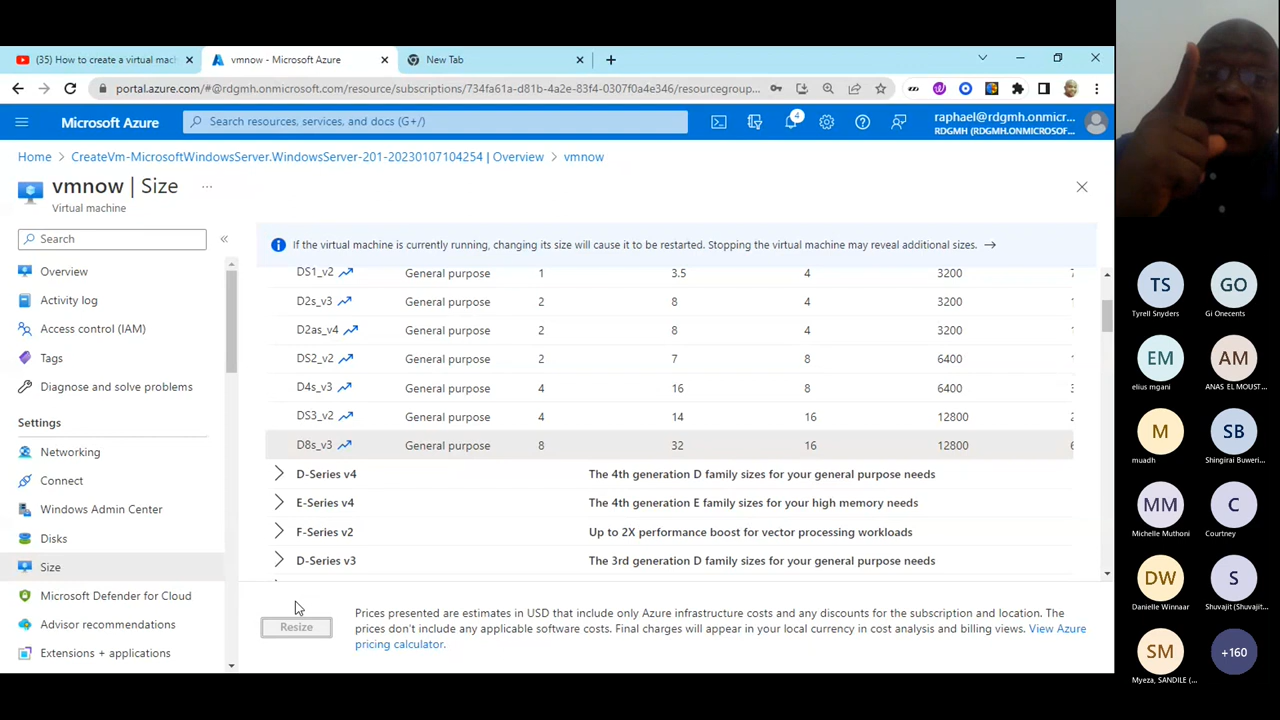 (35) How to create a virtual mach
vmnow - Microsoft Azure
New Tab
portal.azure.com/#@rdgmh.onmicrosoft.com/resource/subscriptions/734fa61a-d81b-4a2e-83f4-0307f0a4e346/resourcegroup...
Microsoft Azure
Search resources, services, and docs (G+/)
4
raphael@rdgmh.onmicr...
RDGMH (RDGMH.ONMICROSOF...
Home > CreateVm-MicrosoftWindowsServer.WindowsServer-201-20230107104254 | Overview > vmnow
vmnow | Size ...
Virtual machine
Search
If the virtual machine is currently running, changing its size will cause it to be restarted. Stopping the virtual machine may reveal additional sizes.
Overview
Activity log
Access control (IAM)
Tags
Diagnose and solve problems
Settings
Networking
Connect
Windows Admin Center
Disks
Size
Microsoft Defender for Cloud
Advisor recommendations
Extensions + applications
DS1_v2 General purpose 1 3.5 4 3200
D2s_v3 General purpose 2 8 4 3200
D2as_v4 General purpose 2 8 4 3200
DS2_v2 General purpose 2 7 8 6400
D4s_v3 General purpose 4 16 8 6400
DS3_v2 General purpose 4 14 16 12800
D8s_v3 General purpose 8 32 16 12800
D-Series v4 The 4th generation D family sizes for your general purpose needs
E-Series v4 The 4th generation E family sizes for your high memory needs
F-Series v2 Up to 2X performance boost for vector processing workloads
D-Series v3 The 3rd generation D family sizes for your general purpose needs
Resize
Prices presented are estimates in USD that include only Azure infrastructure costs and any discounts for the subscription and location. The
prices don't include any applicable software costs. Final charges will appear in your local currency in cost analysis and billing views. View Azure
pricing calculator.
TS
Tyrell Snyders
GO
Gi Onecents
EM
elius mgani
AM
ANAS EL MOUST...
M
muadh
SB
Shingirai Buweri...
MM
Michelle Muthoni
C
Courtney
DW
Danielle Winnaar
S
Shuvajit (Shuvajit...
SM
Myeza, SANDILE (...
+160